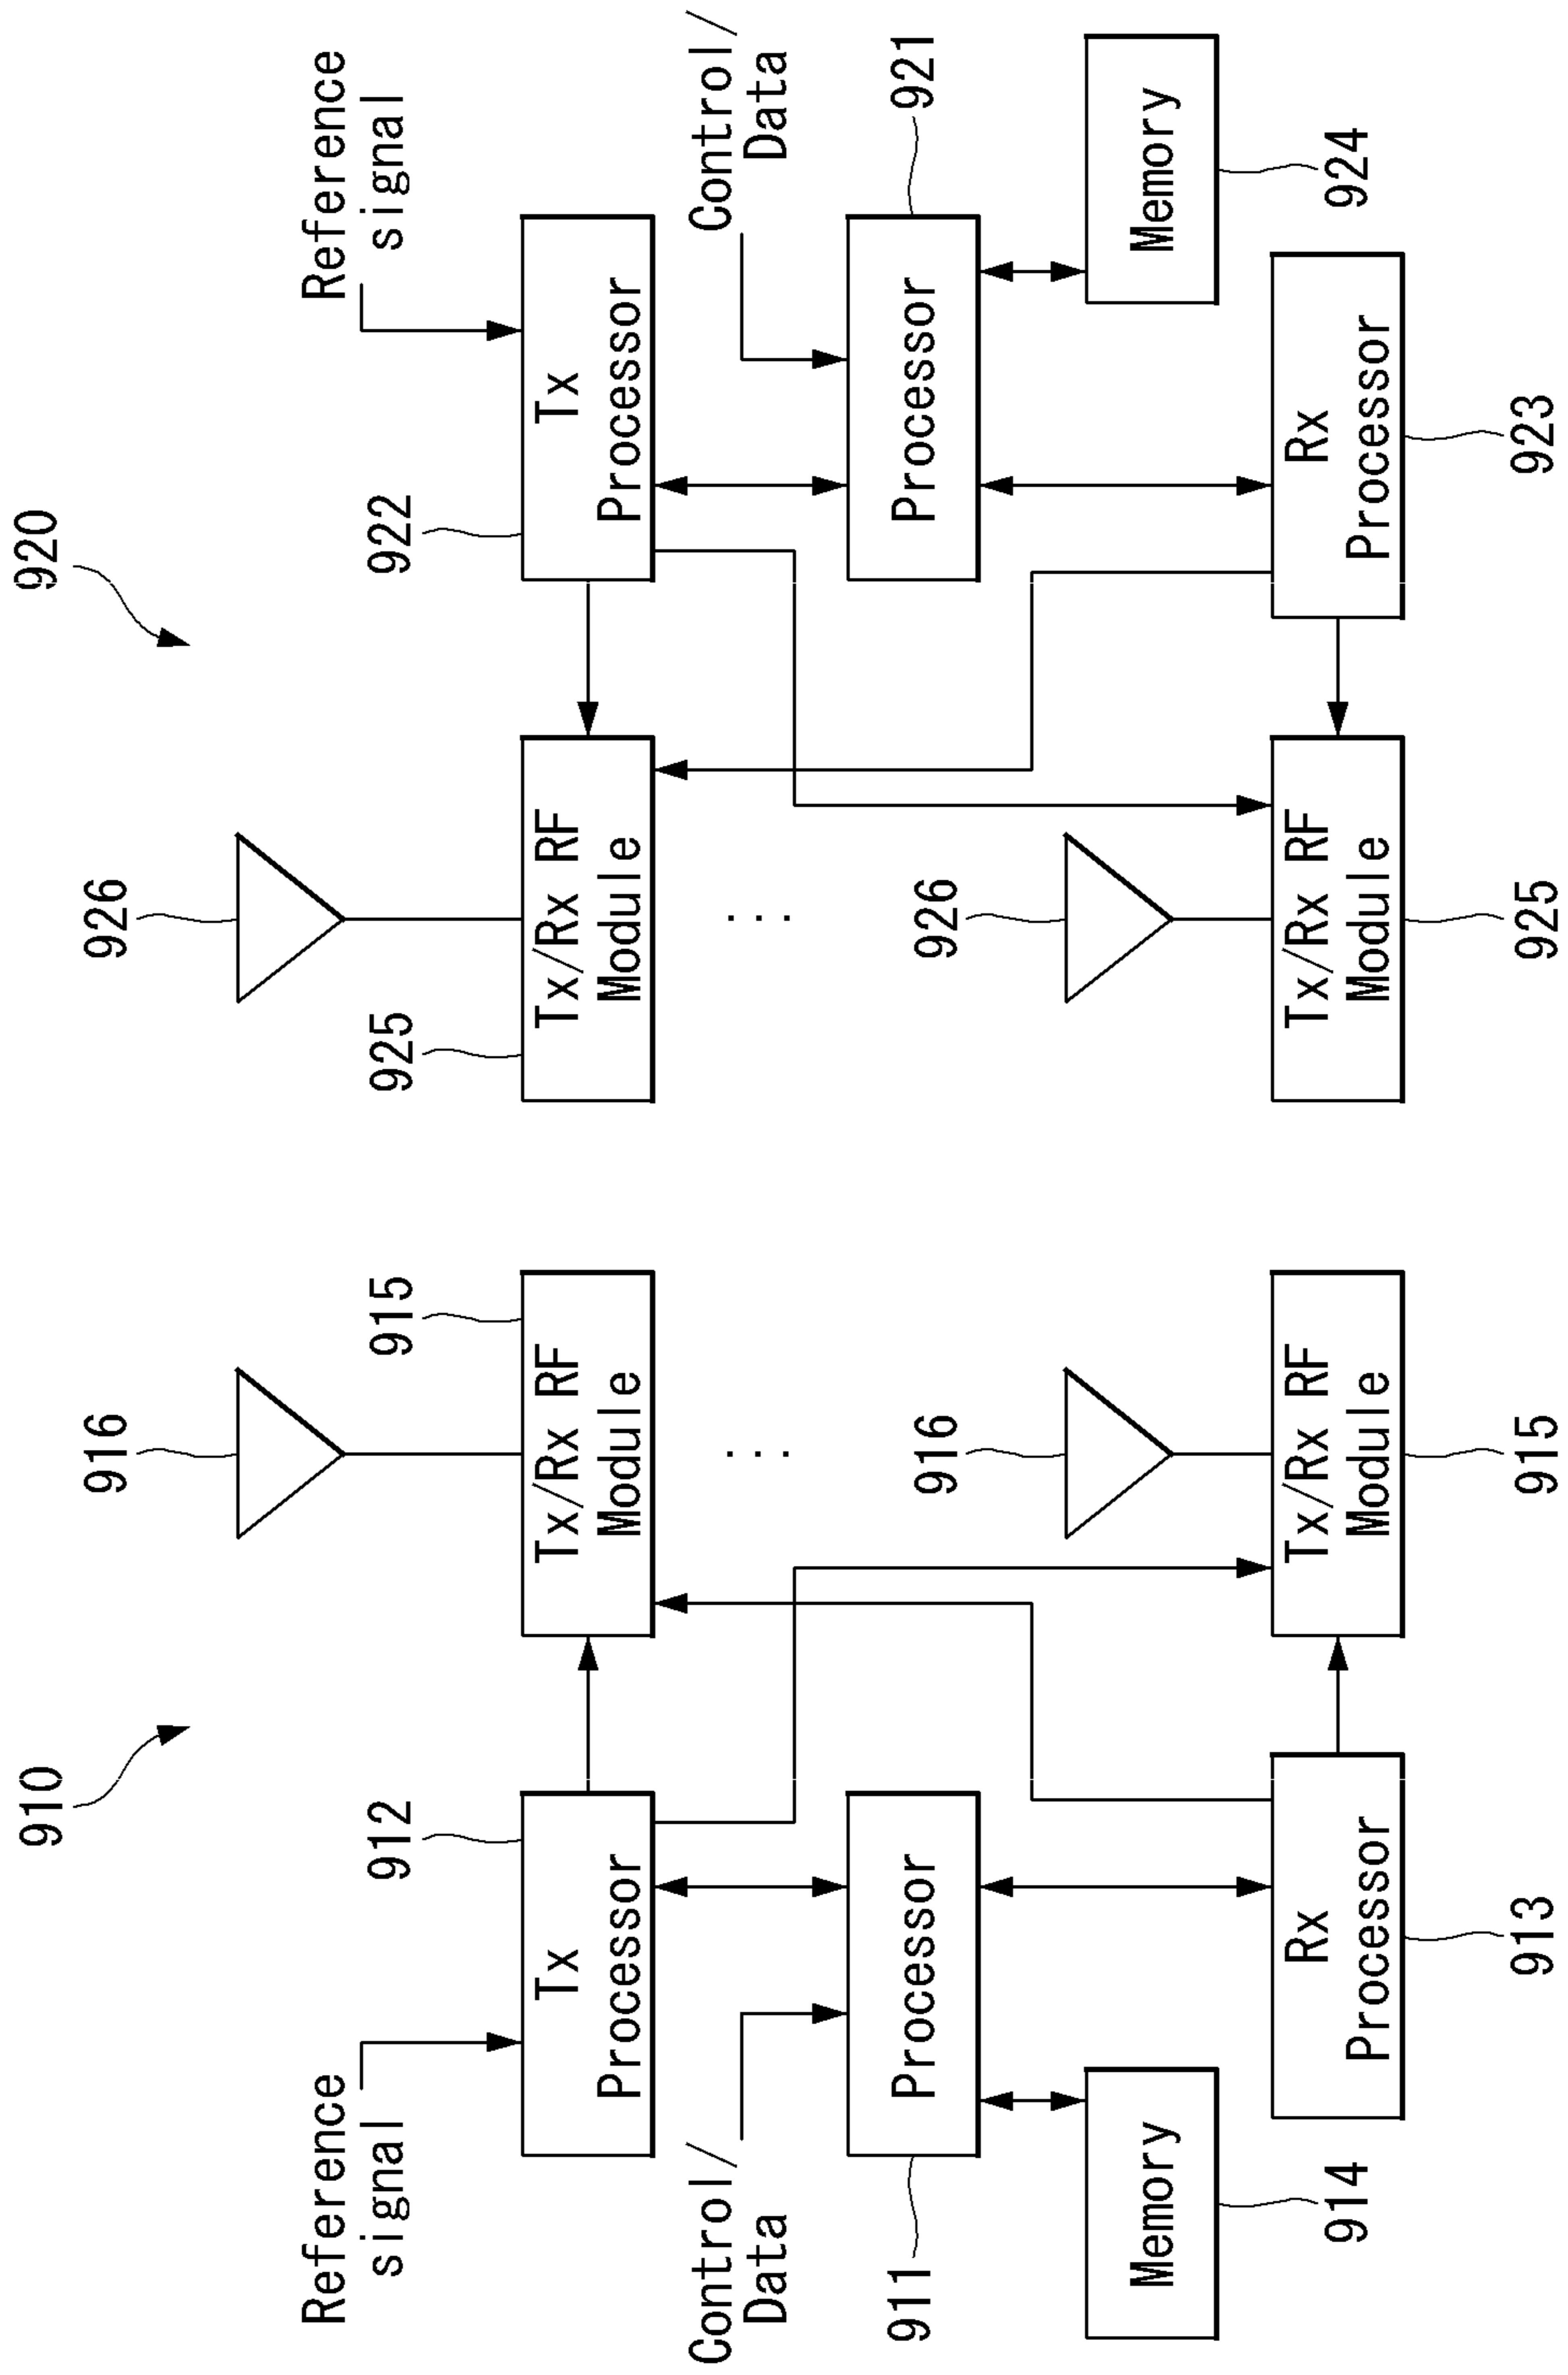 910
920
916
926
Reference
signal
Reference
signal
912
915
925
922
Tx
Processor
Tx/Rx RF
Module
Tx/Rx RF
Module
Tx
Processor
Control/
Data
...
...
Control/
Data
911
Processor
916
926
Processor
921
Memory
Memory
914
924
Rx
Processor
Tx/Rx RF
Module
Tx/Rx RF
Module
Rx
Processor
913
915
925
923